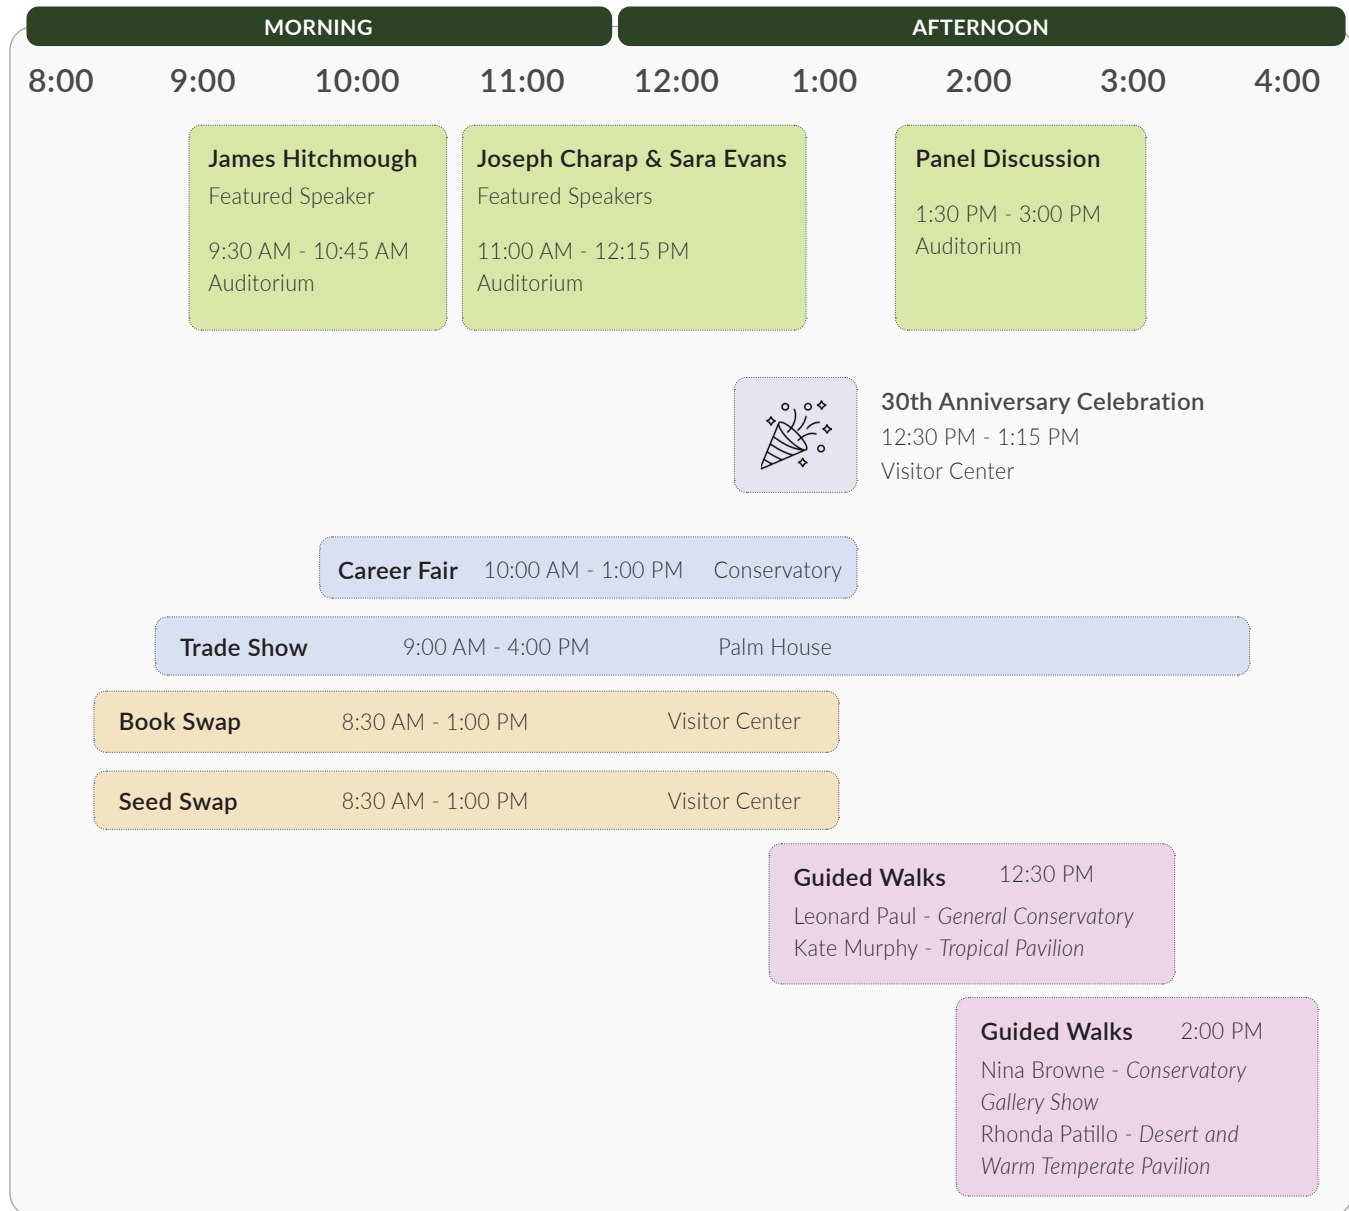 MORNING AFTERNOON
8:00 9:00 10:00 11:00 12:00 1:00 2:00 3:00 4:00
James Hitchmough
Featured Speaker
9:30 AM - 10:45 AM
Auditorium
Joseph Charap & Sara Evans
Featured Speakers
11:00 AM - 12:15 PM
Auditorium
Panel Discussion
1:30 PM - 3:00 PM
Auditorium
30th Anniversary Celebration
12:30 PM - 1:15 PM
Visitor Center
Career Fair 10:00 AM - 1:00 PM Conservatory
Trade Show 9:00 AM - 4:00 PM Palm House
Book Swap 8:30 AM - 1:00 PM Visitor Center
Seed Swap 8:30 AM - 1:00 PM Visitor Center
Guided Walks 12:30 PM
Leonard Paul - General Conservatory
Kate Murphy - Tropical Pavilion
Guided Walks 2:00 PM
Nina Browne - Conservatory
Gallery Show
Rhonda Patillo - Desert and
Warm Temperate Pavilion